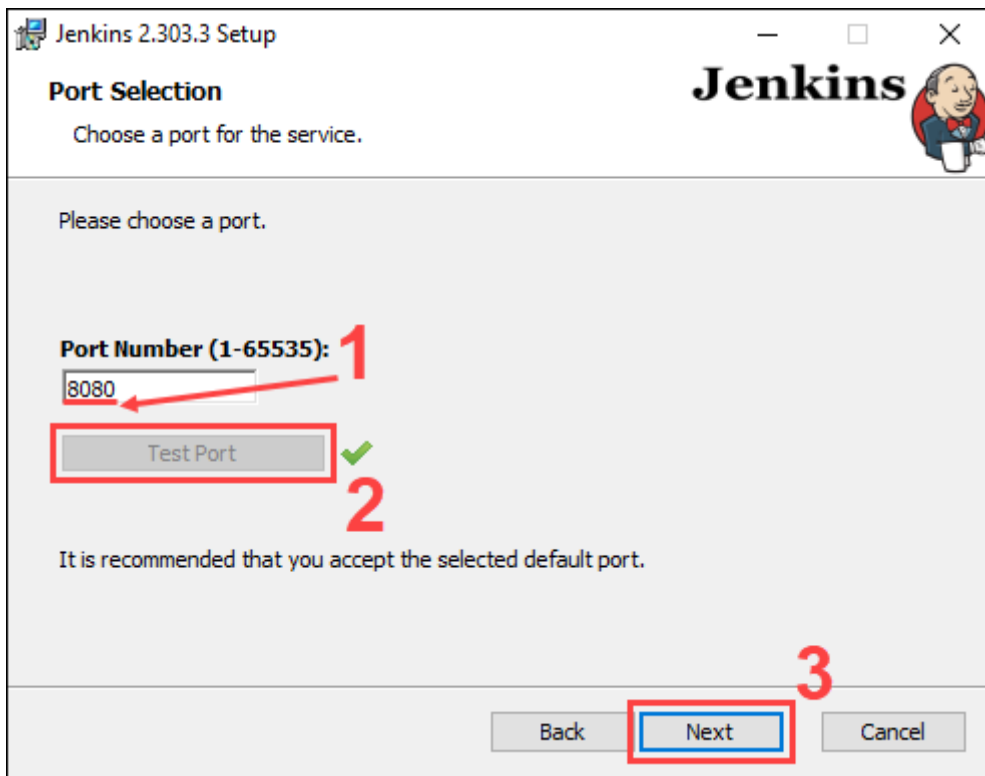 Jenkins 2.303.3 Setup
Port Selection
Jenkins
Choose a port for the service.
Please choose a port.
Port Number (1-65535):
1
8080
Test Port
2
It is recommended that you accept the selected default port.
3
Back
Next
Cancel